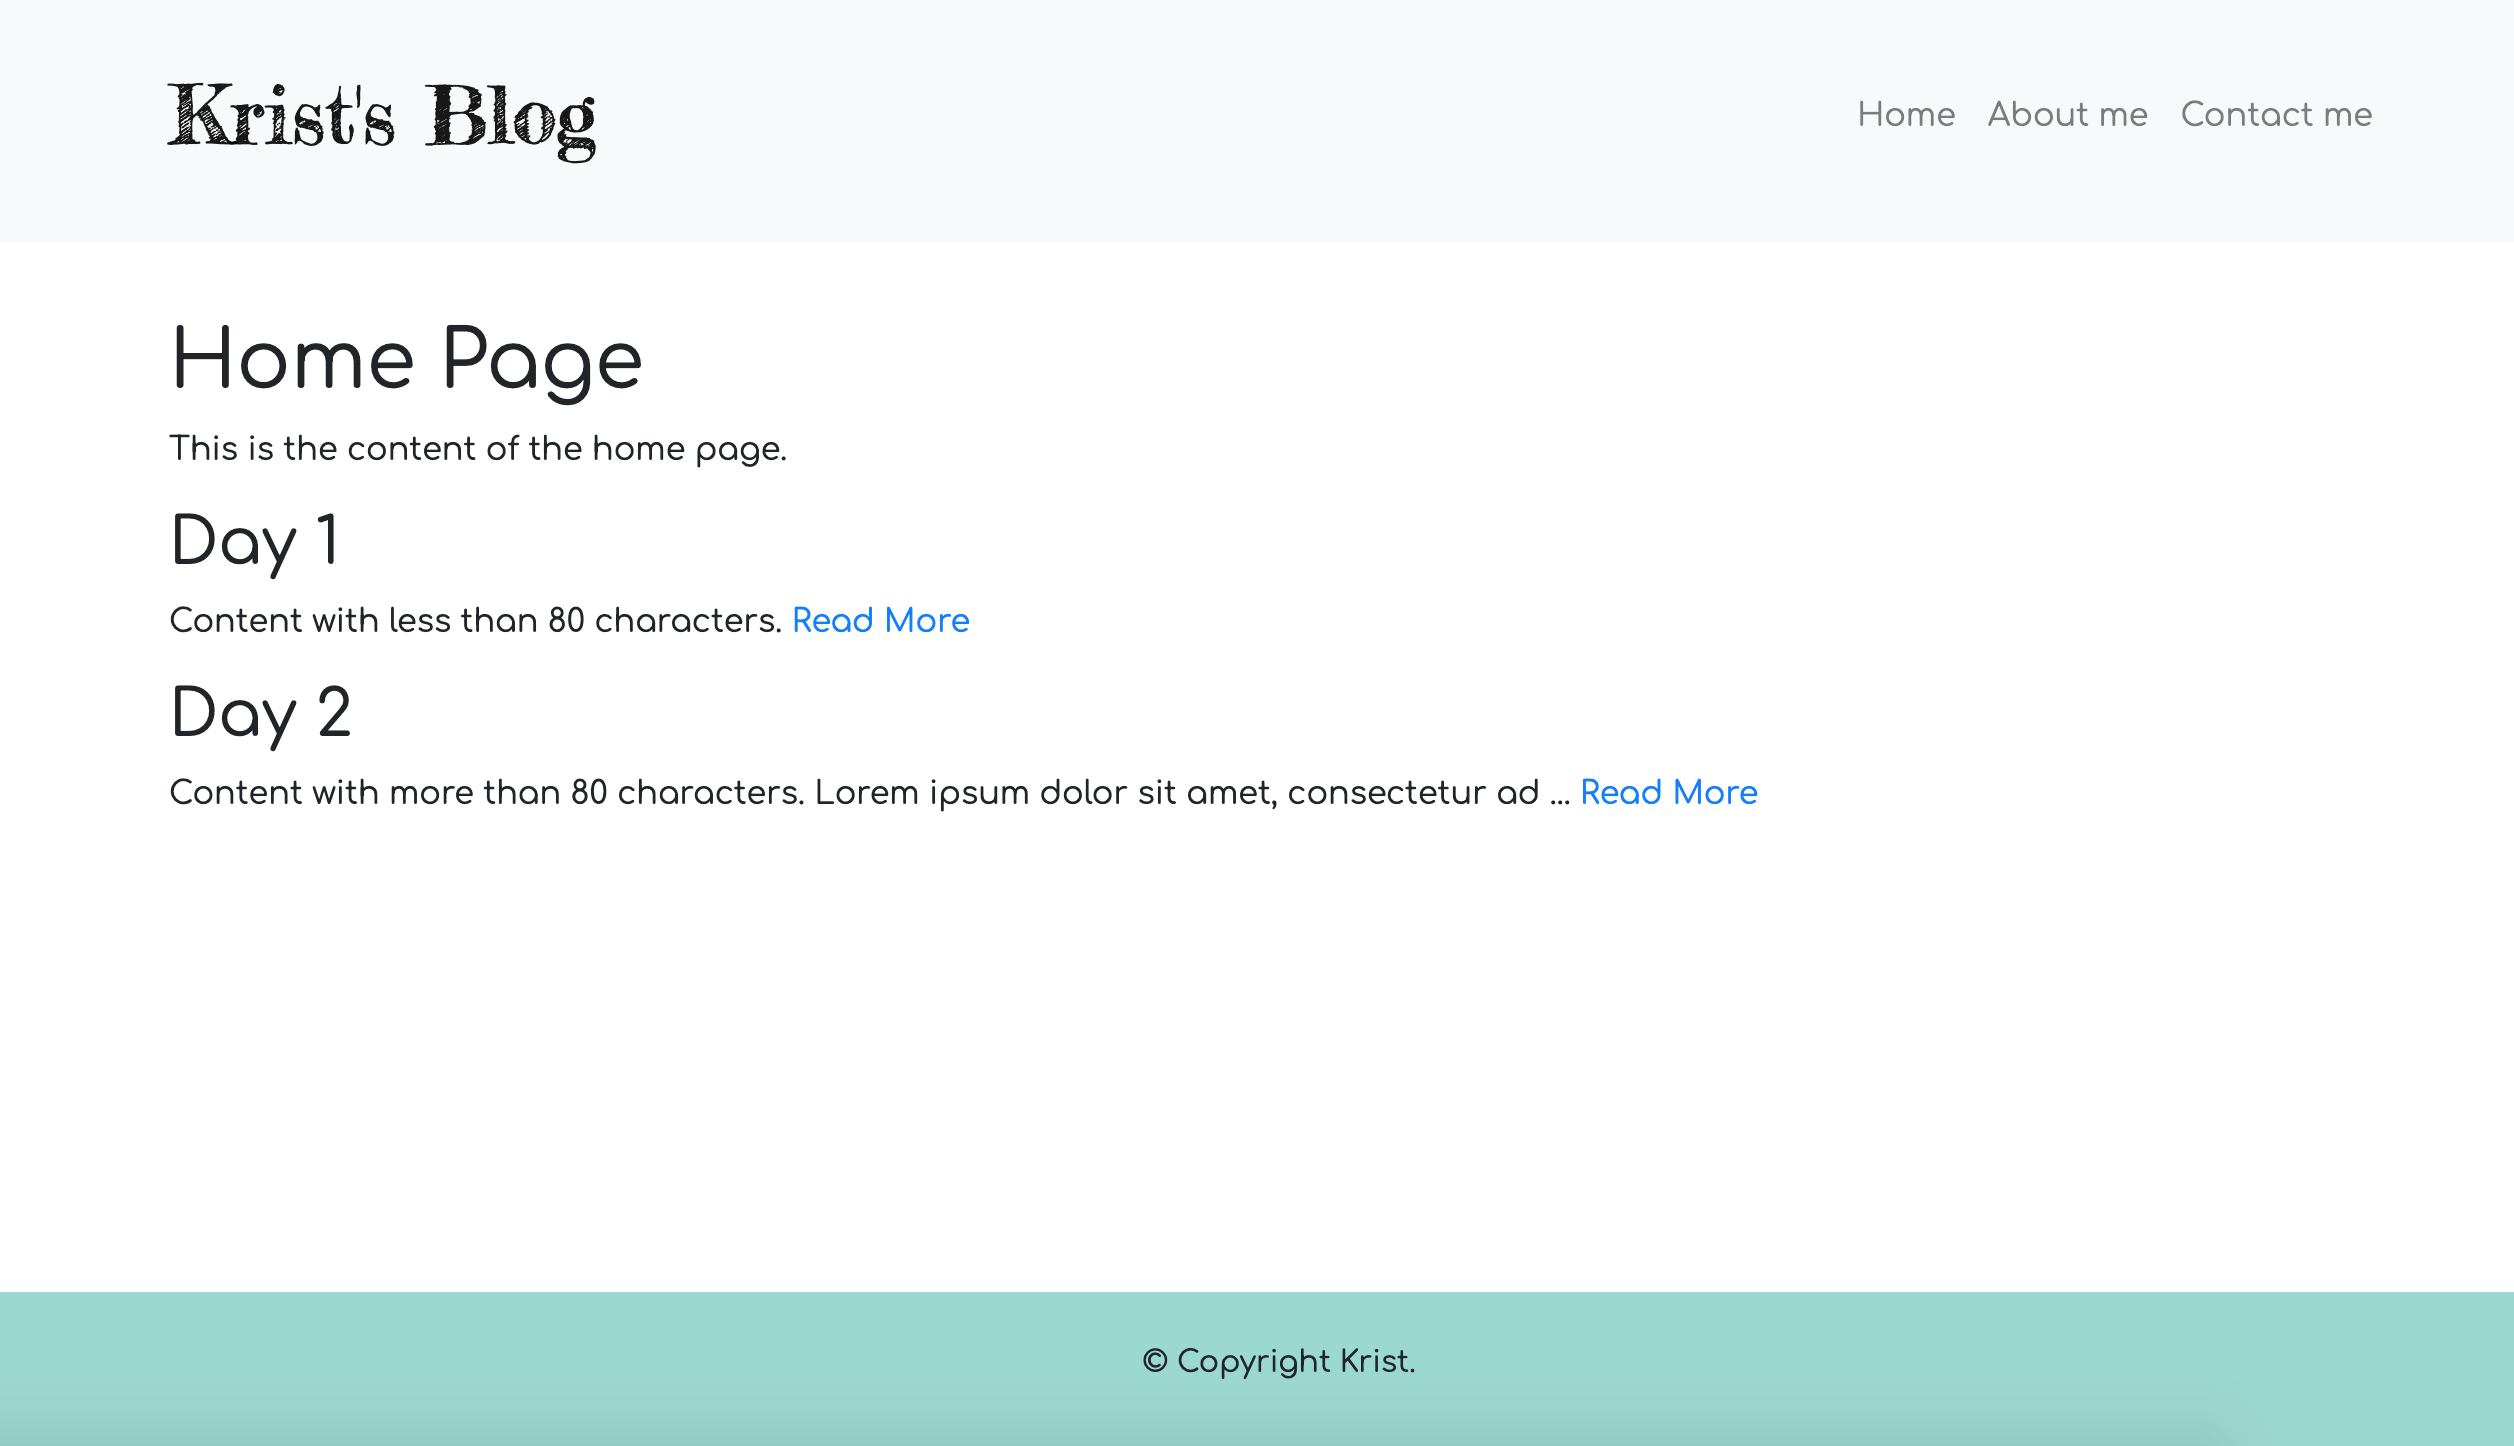 Krist's Blog
Home About me Contact me
Home Page
This is the content of the home page.
Day 1
Content with less than 80 characters. Read More
Day 2
Content with more than 80 characters. Lorem ipsum dolor sit amet, consectetur ad ... Read More
© Copyright Krist.